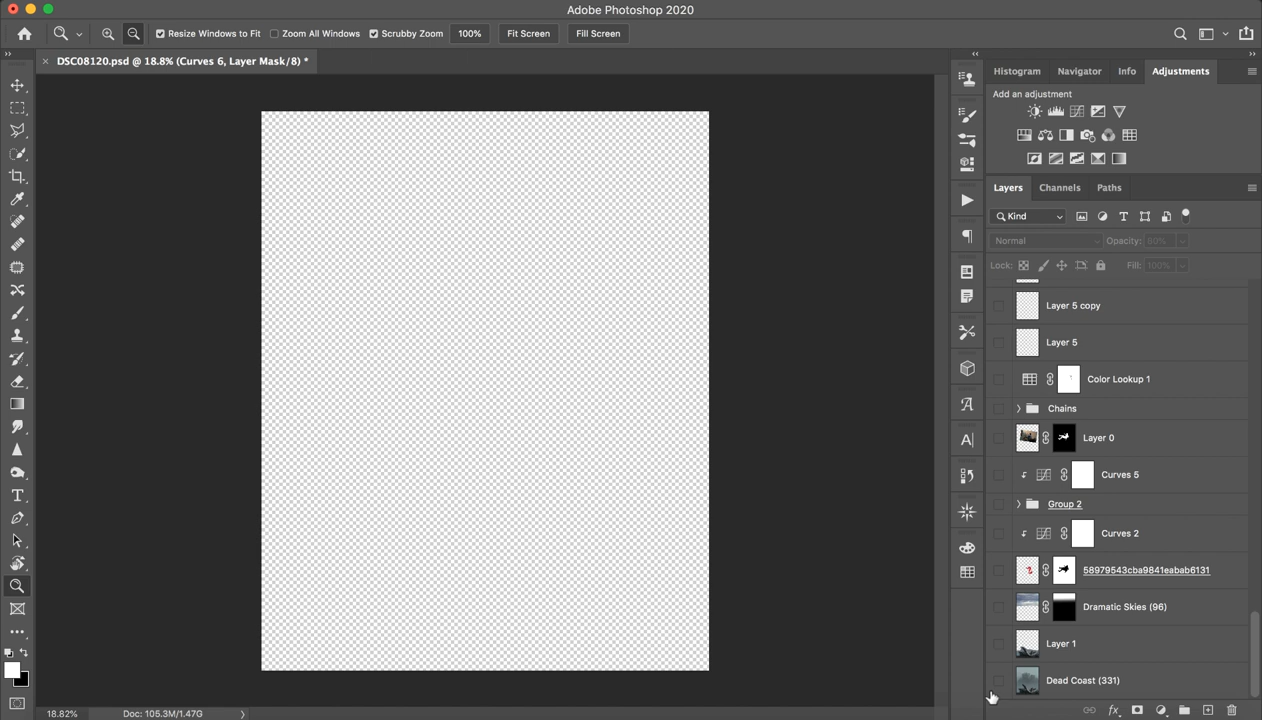 Adobe Photoshop 2020
Resize Windows to Fit Zoom All Windows Scrubby Zoom 100% Fit Screen Fill Screen
DSC08120.psd @ 18.8% (Curves 6, Layer Mask/8) *
Histogram Navigator Info Adjustments
Add an adjustment
Layers Channels Paths
Kind
Normal Opacity: 80%
Lock: Fill: 100%
Layer 5 copy
Layer 5
Color Lookup 1
Chains
Layer 0
Curves 5
Group 2
Curves 2
58979543cba9841eabab6131
Dramatic Skies (96)
Layer 1
Dead Coast (331)
18.82% Doc: 105.3M/1.47G